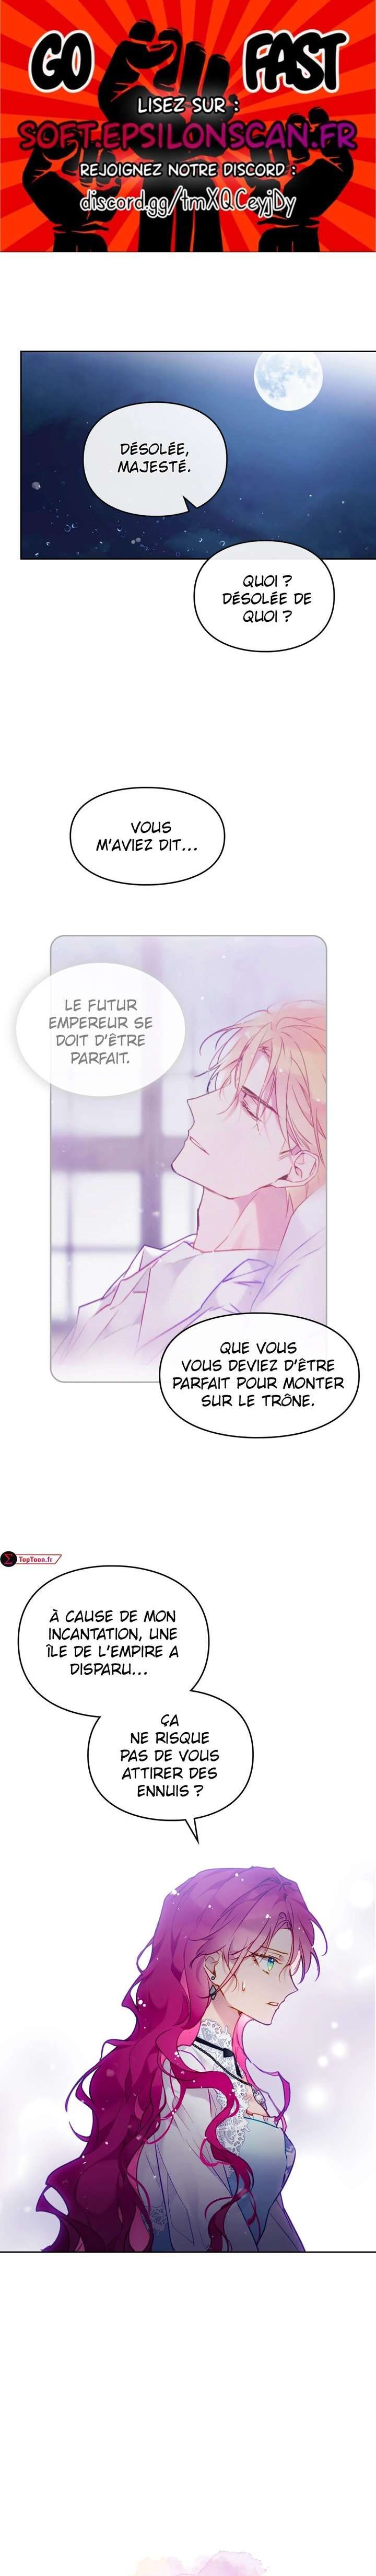 GO FAST
LISEZ SUR :
SOFT.EPSILONSCAN.FR
REJOIGNEZ NOTRE DISCORD :
discord.gg/tmXQCeyjDy
DÉSOLÉE,
MAJESTÉ.
QUOI ?
DÉSOLÉE DE
QUOI ?
VOUS
M'AVIEZ DIT...
LE FUTUR
EMPEREUR SE
DOIT D'ÊTRE
PARFAIT.
QUE VOUS
VOUS DEVIEZ D'ÊTRE
PARFAIT POUR MONTER
SUR LE TRÔNE.
TopToon.fr
À CAUSE DE MON
INCANTATION, UNE
ÎLE DE L'EMPIRE A
DISPARU...
ÇA
NE RISQUE
PAS DE VOUS
ATTIRER DES
ENNUIS ?